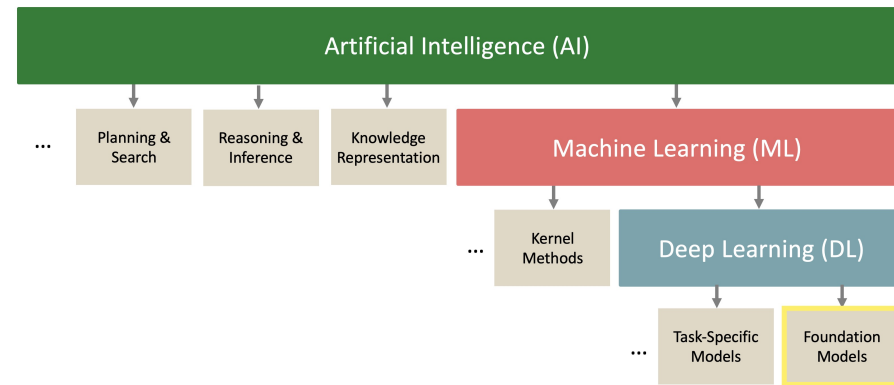 Artificial Intelligence (AI)
...
Planning &
Search
Reasoning &
Inference
Knowledge
Representation
Machine Learning (ML)
...
Kernel
Methods
Deep Learning (DL)
...
Task-Specific
Models
Foundation
Models